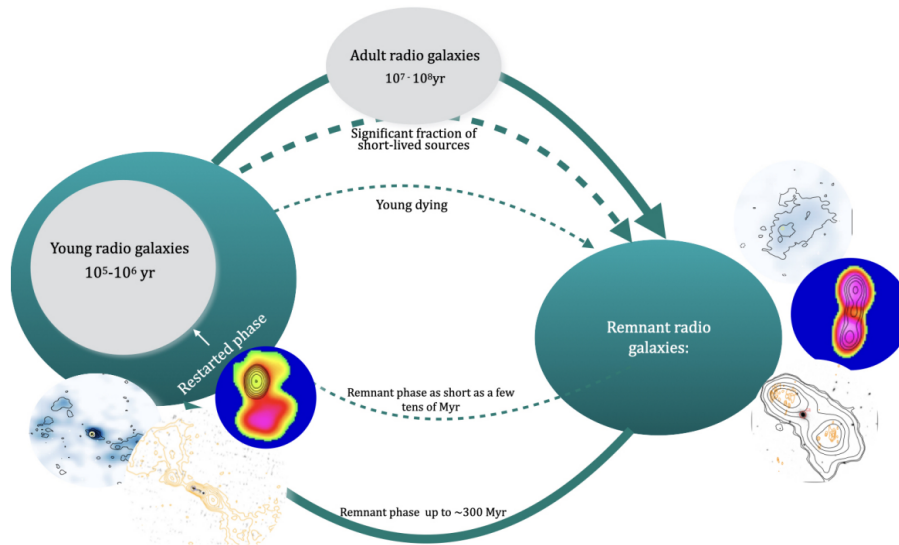 Adult radio galaxies
10⁷ - 10⁸yr
Significant fraction of
short-lived sources
Young dying
Young radio galaxies
10⁵-10⁶ yr
Restarted phase
Remnant radio
galaxies:
Remnant phase as short as a few
tens of Myr
Remnant phase up to ~300 Myr